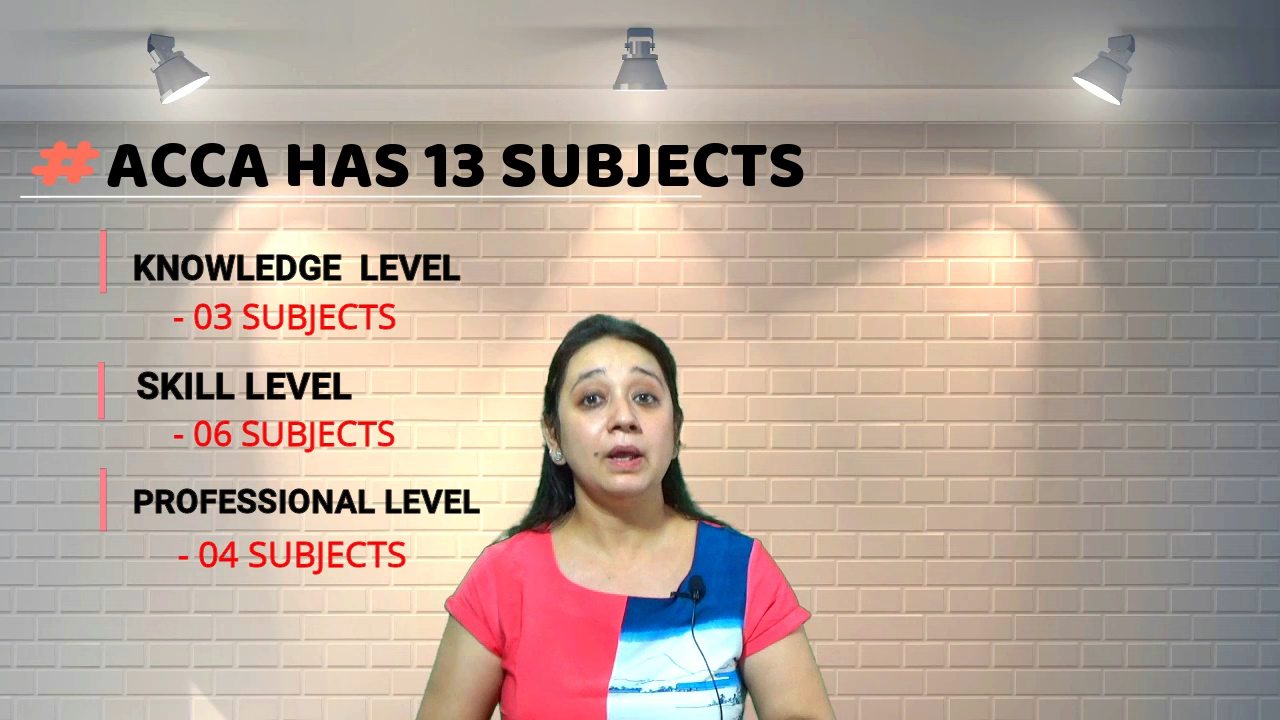 # ACCA HAS 13 SUBJECTS
KNOWLEDGE LEVEL
- 03 SUBJECTS
SKILL LEVEL
- 06 SUBJECTS
PROFESSIONAL LEVEL
- 04 SUBJECTS